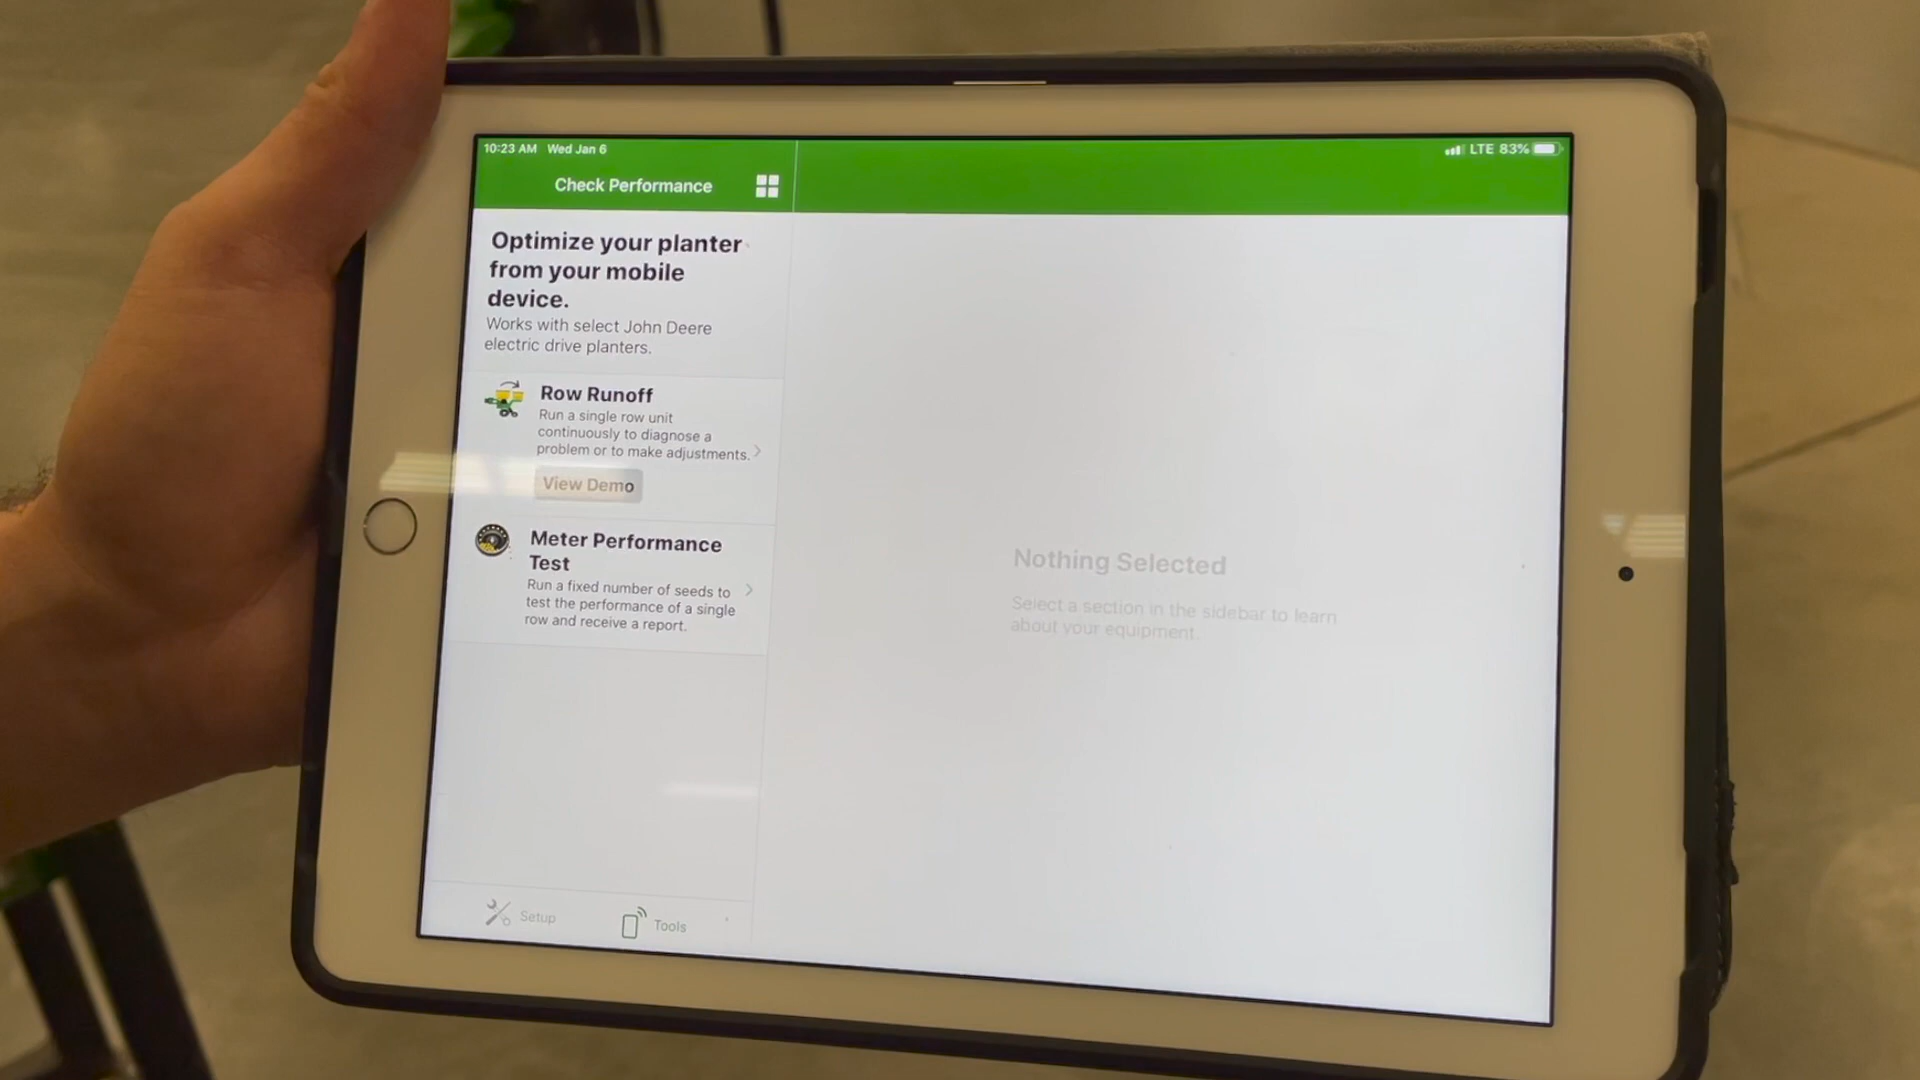 10:23 AM Wed Jan 6
LTE 83%
Check Performance
Optimize your planter
from your mobile
device.
Works with select John Deere
electric drive planters.
Row Runoff
Run a single row unit
continuously to diagnose a
problem or to make adjustments.
View Demo
Meter Performance
Test
Run a fixed number of seeds to
test the performance of a single
row and receive a report.
Nothing Selected
Select a section in the sidebar to learn
about your equipment
Setup
Tools